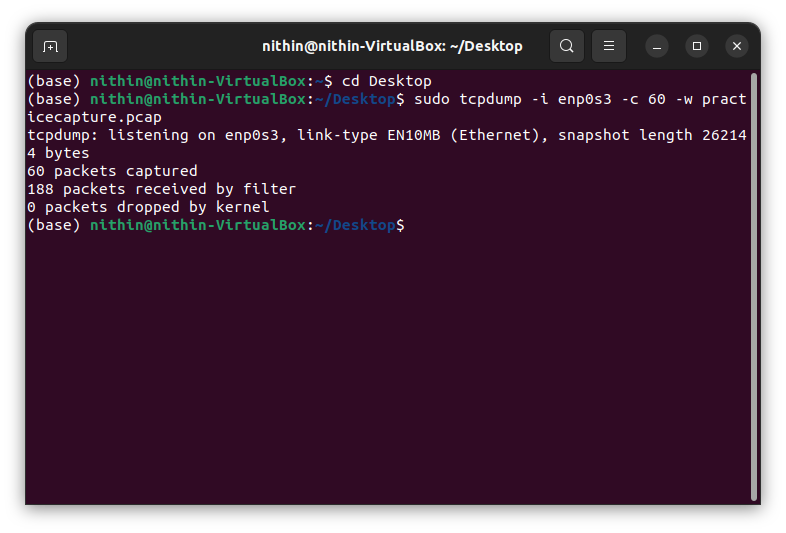 nithin@nithin-VirtualBox: ~/Desktop
(base) nithin@nithin-VirtualBox:~$ cd Desktop
(base) nithin@nithin-VirtualBox:~/Desktop$ sudo tcpdump -i enp0s3 -c 60 -w pract
icecapture.pcap
tcpdump: listening on enp0s3, link-type EN10MB (Ethernet), snapshot length 26214
4 bytes
60 packets captured
188 packets received by filter
0 packets dropped by kernel
(base) nithin@nithin-VirtualBox:~/Desktop$